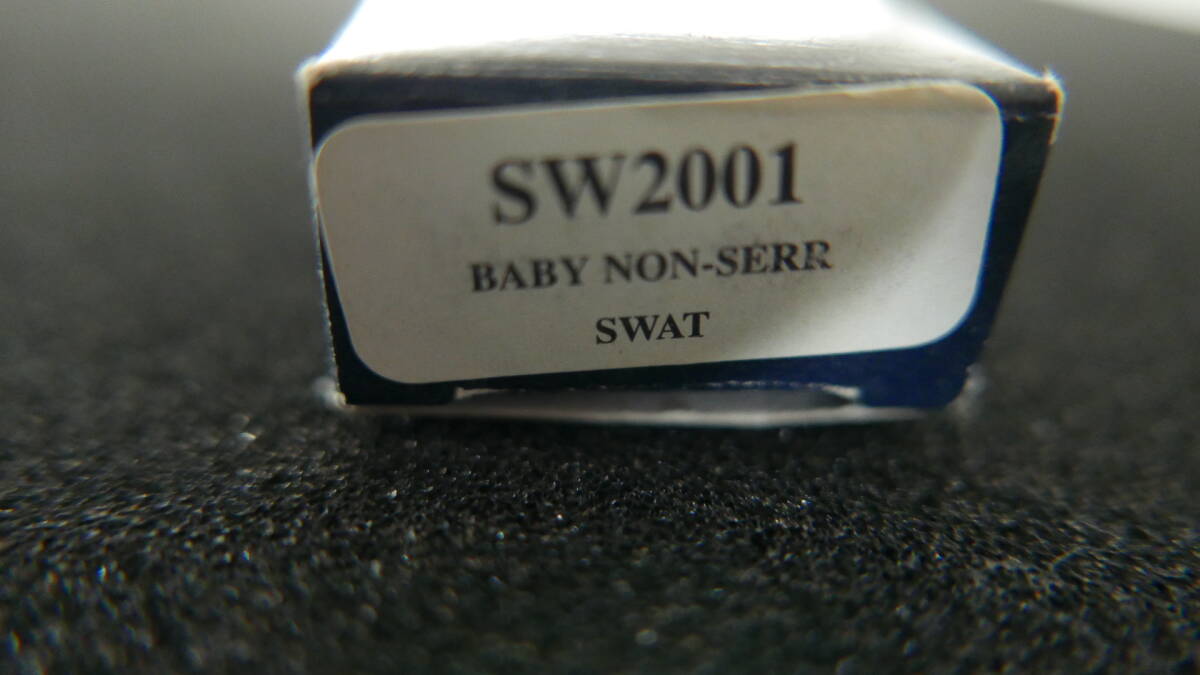 SW2001
BABY NON-SERR
SWAT